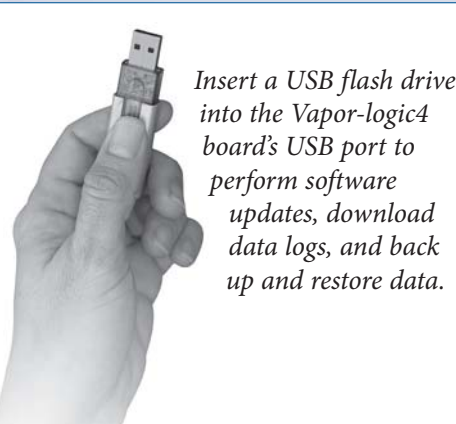 Insert a USB flash drive
into the Vapor-logic4
board's USB port to
perform software
updates, download
data logs, and back
up and restore data.